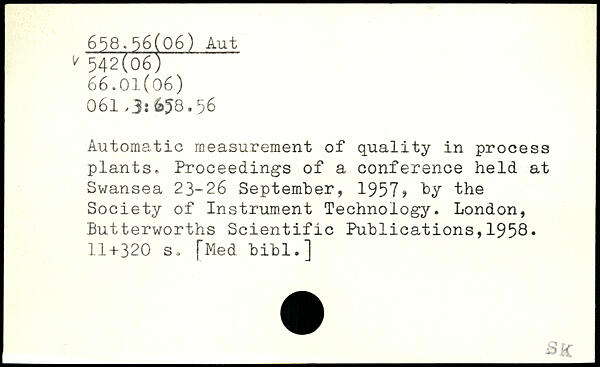 658.56(06) Aut
v 542(06)
66.01(06)
061.3:658.56
Automatic measurement of quality in process
plants. Proceedings of a conference held at
Swansea 23-26 September, 1957, by the
Society of Instrument Technology. London,
Butterworths Scientific Publications,1958.
11+320 s. [Med bibl.]
SK